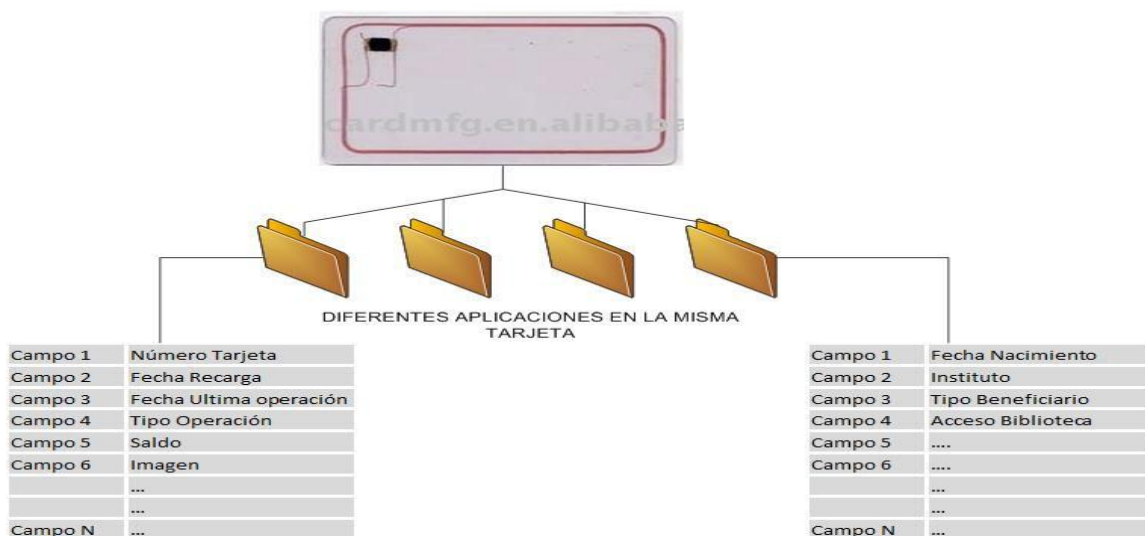 cardmfg.en.alibaba
DIFERENTES APLICACIONES EN LA MISMA
TARJETA
Campo 1 Número Tarjeta
Campo 2 Fecha Recarga
Campo 3 Fecha Ultima operación
Campo 4 Tipo Operación
Campo 5 Saldo
Campo 6 Imagen
...
...
Campo N ...
Campo 1 Fecha Nacimiento
Campo 2 Instituto
Campo 3 Tipo Beneficiario
Campo 4 Acceso Biblioteca
Campo 5 ....
Campo 6 ....
...
...
Campo N ...